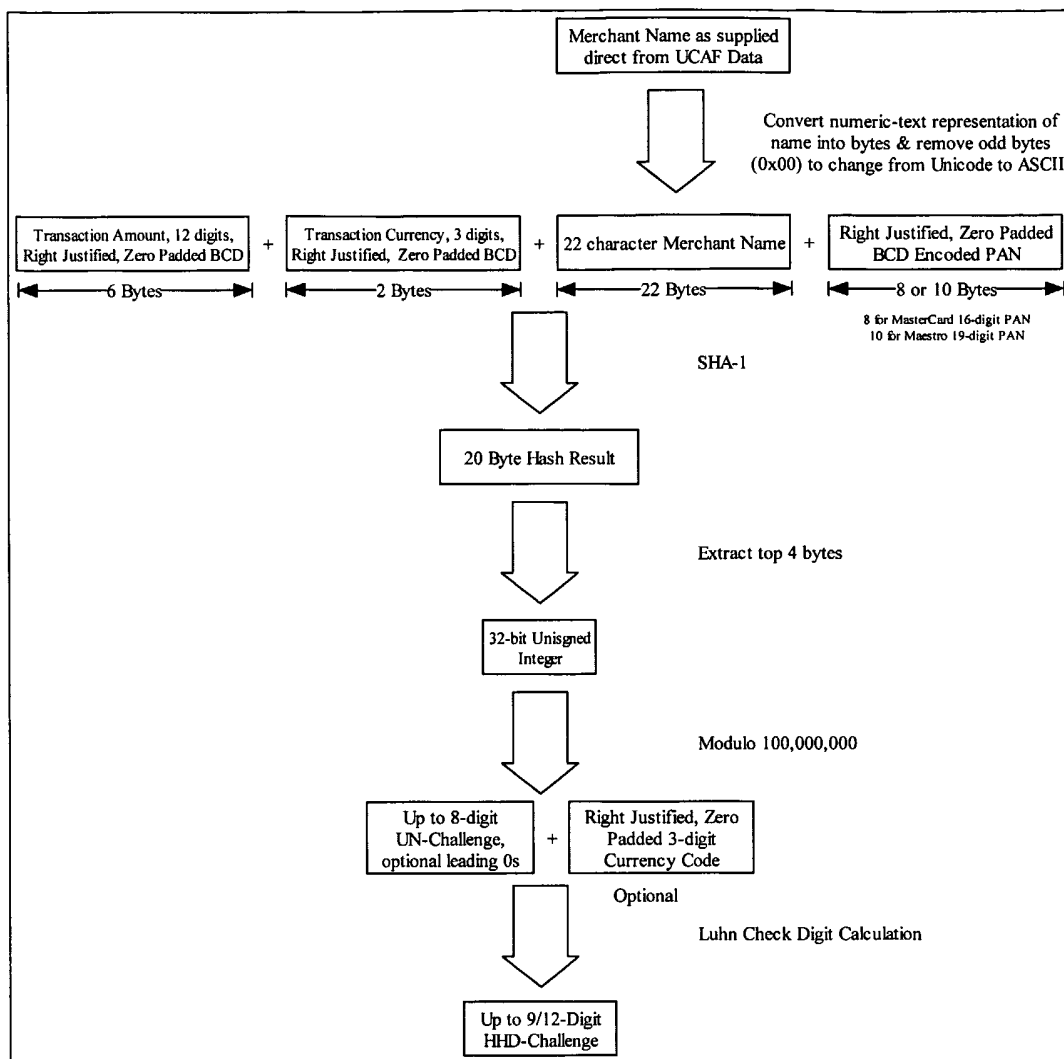 Merchant Name as supplied
direct from UCAF Data
Convert numeric-text representation of
name into bytes & remove odd bytes
(0x00) to change from Unicode to ASCII
Transaction Amount, 12 digits,
Right Justified, Zero Padded BCD
+
Transaction Currency, 3 digits,
Right Justified, Zero Padded BCD
+
22 character Merchant Name
+
Right Justified, Zero Padded
BCD Encoded PAN
6 Bytes
2 Bytes
22 Bytes
8 or 10 Bytes
8 for MasterCard 16-digit PAN
10 for Maestro 19-digit PAN
SHA-1
20 Byte Hash Result
Extract top 4 bytes
32-bit Unisgned
Integer
Modulo 100,000,000
Up to 8-digit
UN-Challenge,
optional leading 0s
+
Right Justified, Zero
Padded 3-digit
Currency Code
Optional
Luhn Check Digit Calculation
Up to 9/12-Digit
HHD-Challenge